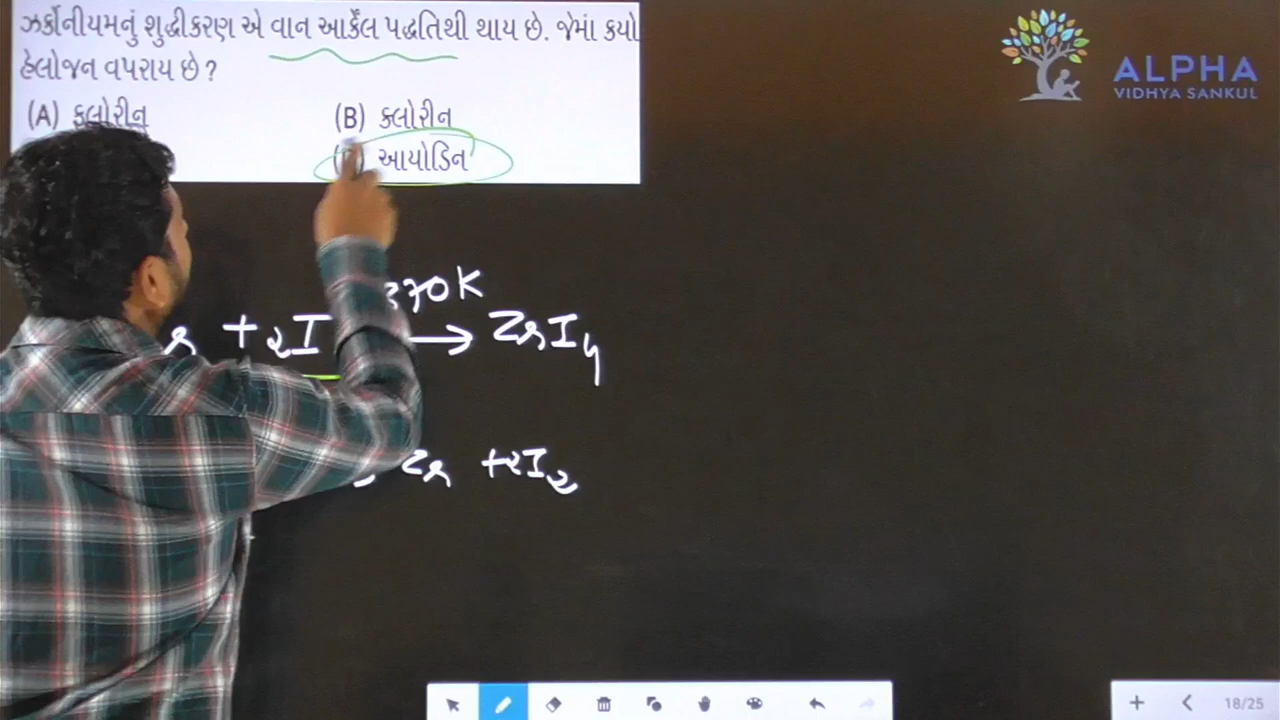 ઝર્કોનીયમનું શુદ્ધીકરણ એ વાન આર્કેલ પદ્ધતિથી થાય છે. જેમાં કયો
હેલોજન વપરાય છે ?
(A) ફ્લોરીન (B) ક્લોરીન
આયોડિન
ALPHA
VIDHYA SANKUL
70K
+2I → ZrI4
Zr +2I2
18/25